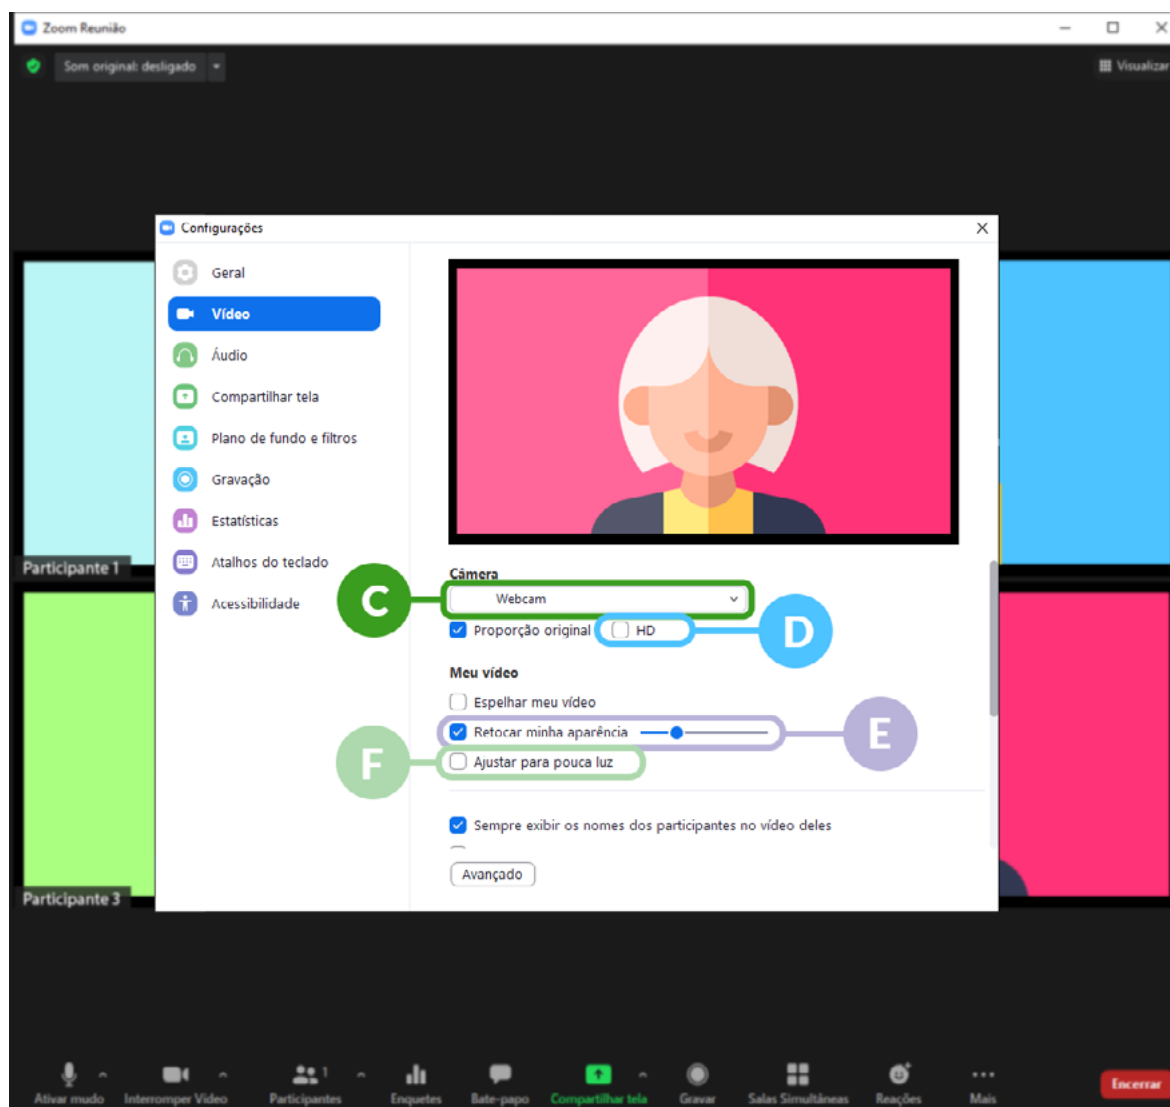 Zoom Reunião
Som original: desligado
Visualizar
Configurações
Geral
Vídeo
Áudio
Compartilhar tela
Plano de fundo e filtros
Gravação
Estatísticas
Atalhos do teclado
Acessibilidade
Participante 1
Participante 3
Câmera
C
Webcam
Proporção original
HD
D
Meu vídeo
Espelhar meu vídeo
Retocar minha aparência
E
F
Ajustar para pouca luz
Sempre exibir os nomes dos participantes no vídeo deles
Avançado
Ativar mudo
Interromper Vídeo
1
Participantes
Enquetes
Bate-papo
Compartilhar tela
Gravar
Salas Simultâneas
Reações
Mais
Encerrar